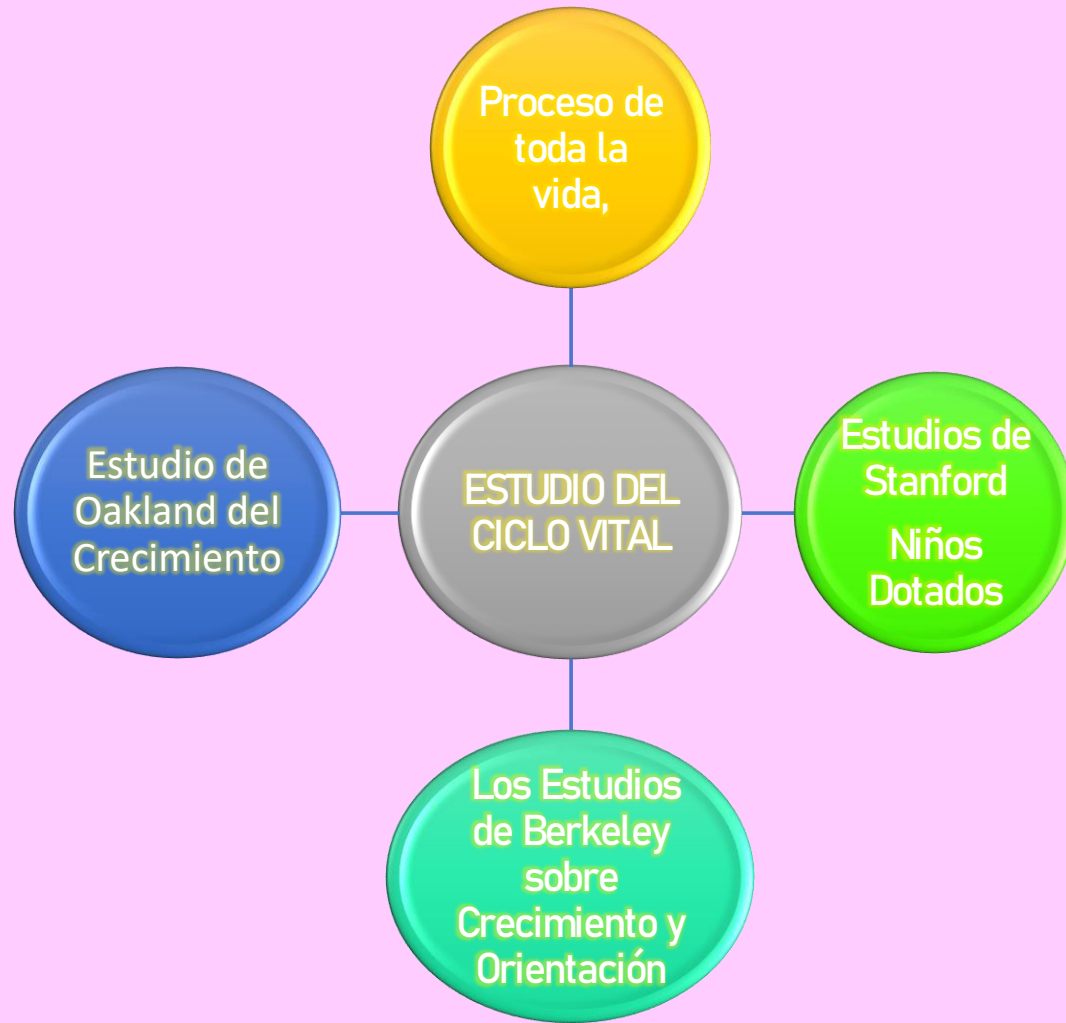 Proceso de
toda la
vida,
Estudio de
Oakland del
Crecimiento
ESTUDIO DEL
CICLO VITAL
Estudios de
Stanford
Niños
Dotados
Los Estudios
de Berkeley
sobre
Crecimiento y
Orientación